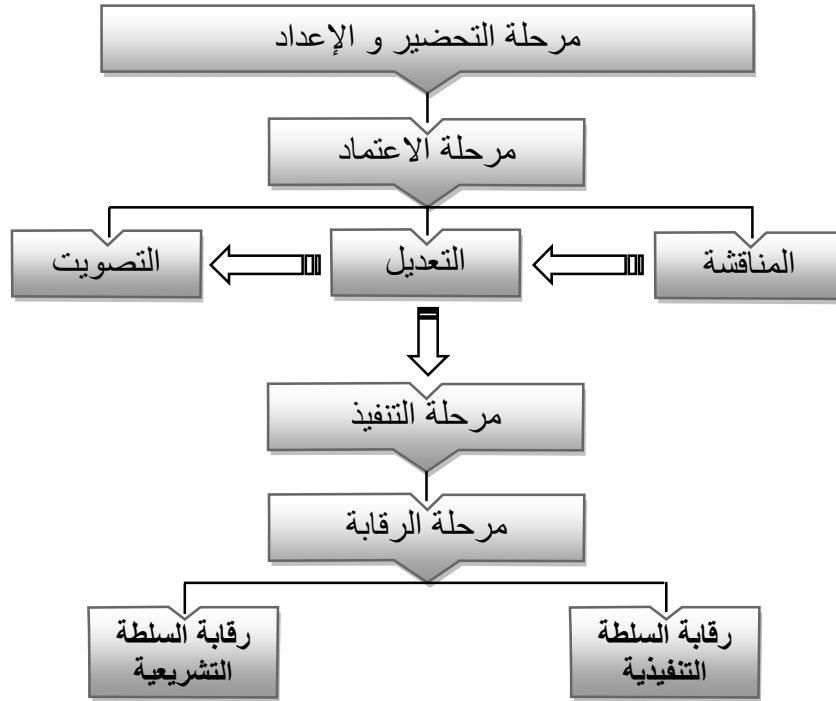 مرحلة التحضير و الإعداد
مرحلة الاعتماد
المناقشة
التعديل
التصويت
مرحلة التنفيذ
مرحلة الرقابة
رقابة السلطة
التنفيذية
رقابة السلطة
التشريعية